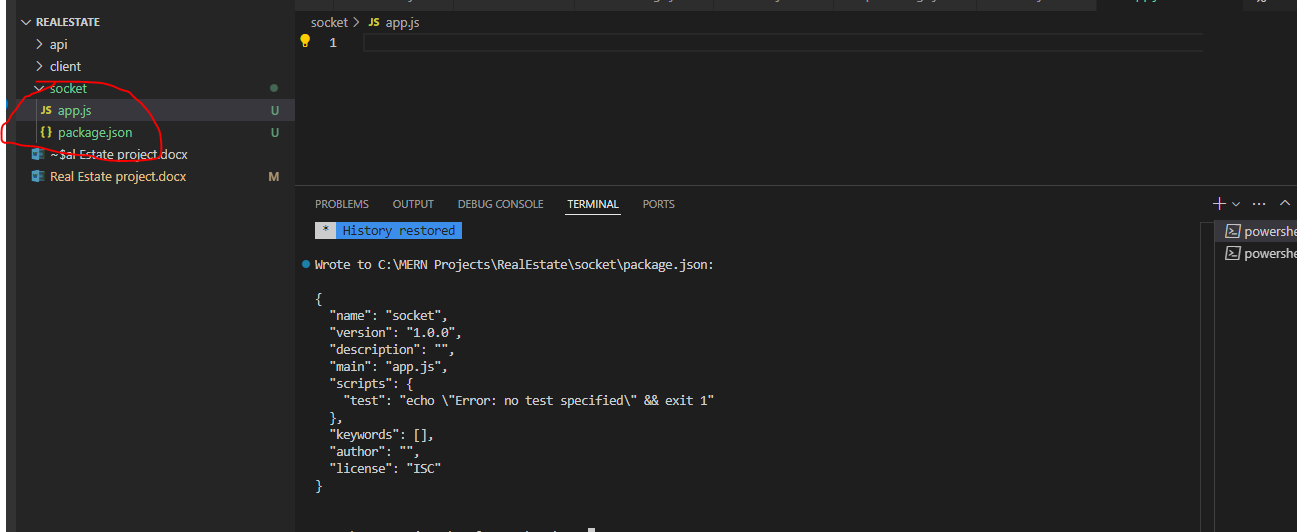 REALESTATE
api
client
socket
JS app.js U
{} package.json U
~$al Estate project.docx
Real Estate project.docx M
socket > JS app.js
1
PROBLEMS OUTPUT DEBUG CONSOLE TERMINAL PORTS
* History restored
Wrote to C:\MERN Projects\RealEstate\socket\package.json:
{
"name": "socket",
"version": "1.0.0",
"description": "",
"main": "app.js",
"scripts": {
"test": "echo \"Error: no test specified\" && exit 1"
},
"keywords": [],
"author": "",
"license": "ISC"
}
powershe
powershe